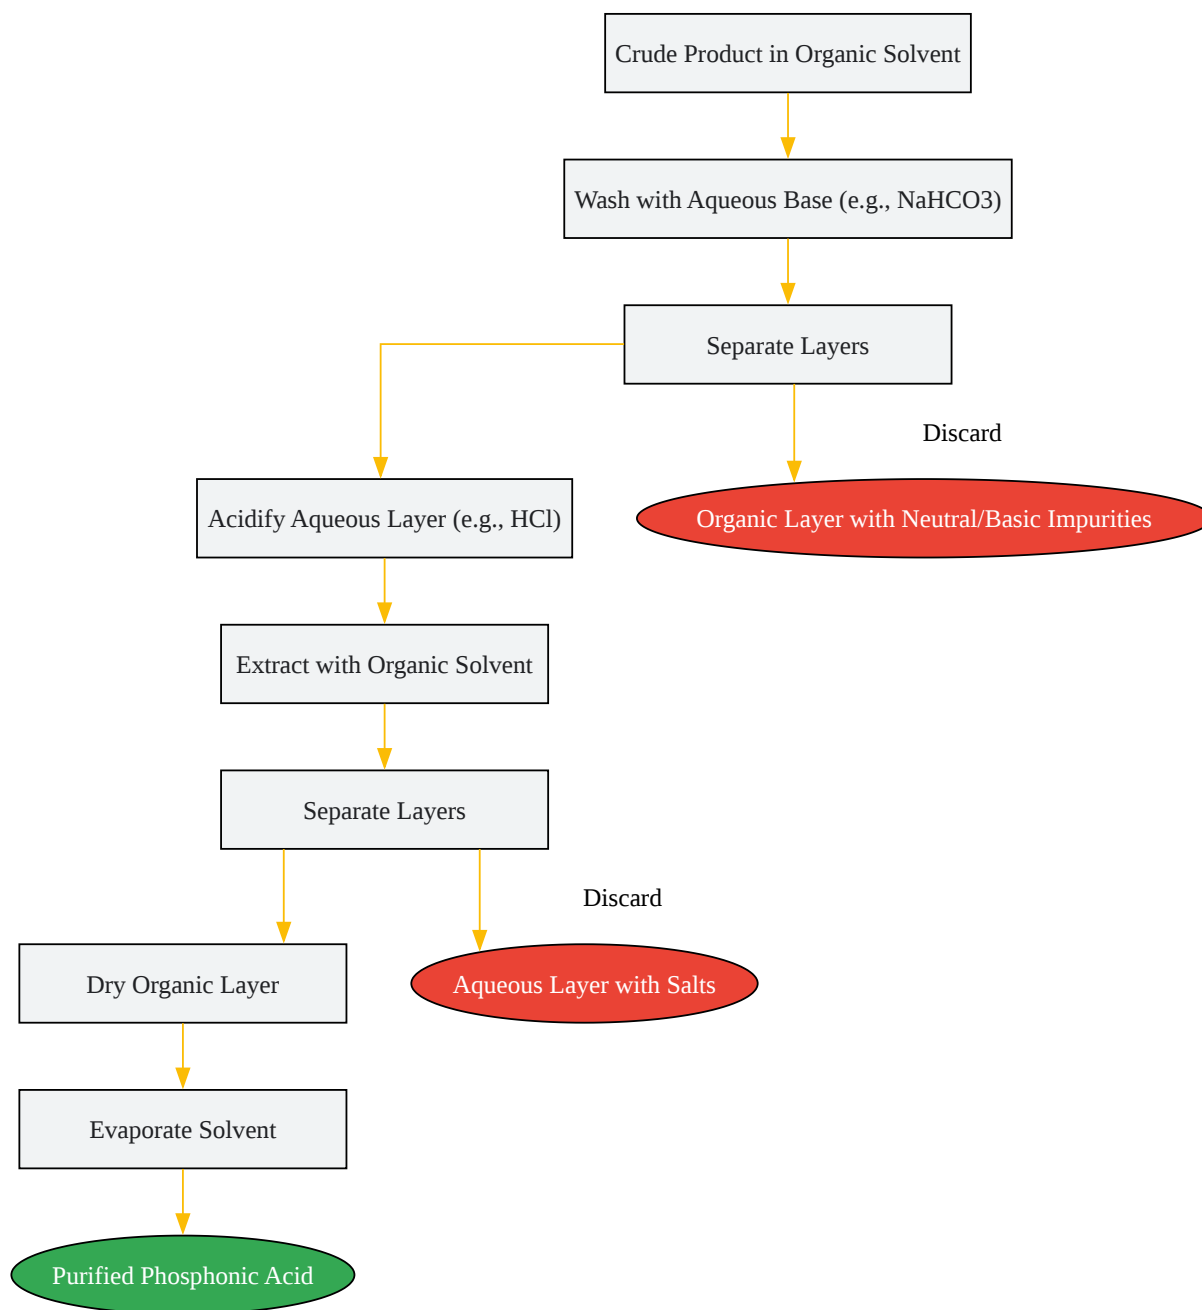 Crude Product in Organic Solvent
Wash with Aqueous Base (e.g., NaHCO3)
Separate Layers
Discard
Acidify Aqueous Layer (e.g., HCl)
Organic Layer with Neutral/Basic Impurities
Extract with Organic Solvent
Separate Layers
Discard
Dry Organic Layer
Aqueous Layer with Salts
Evaporate Solvent
Purified Phosphonic Acid